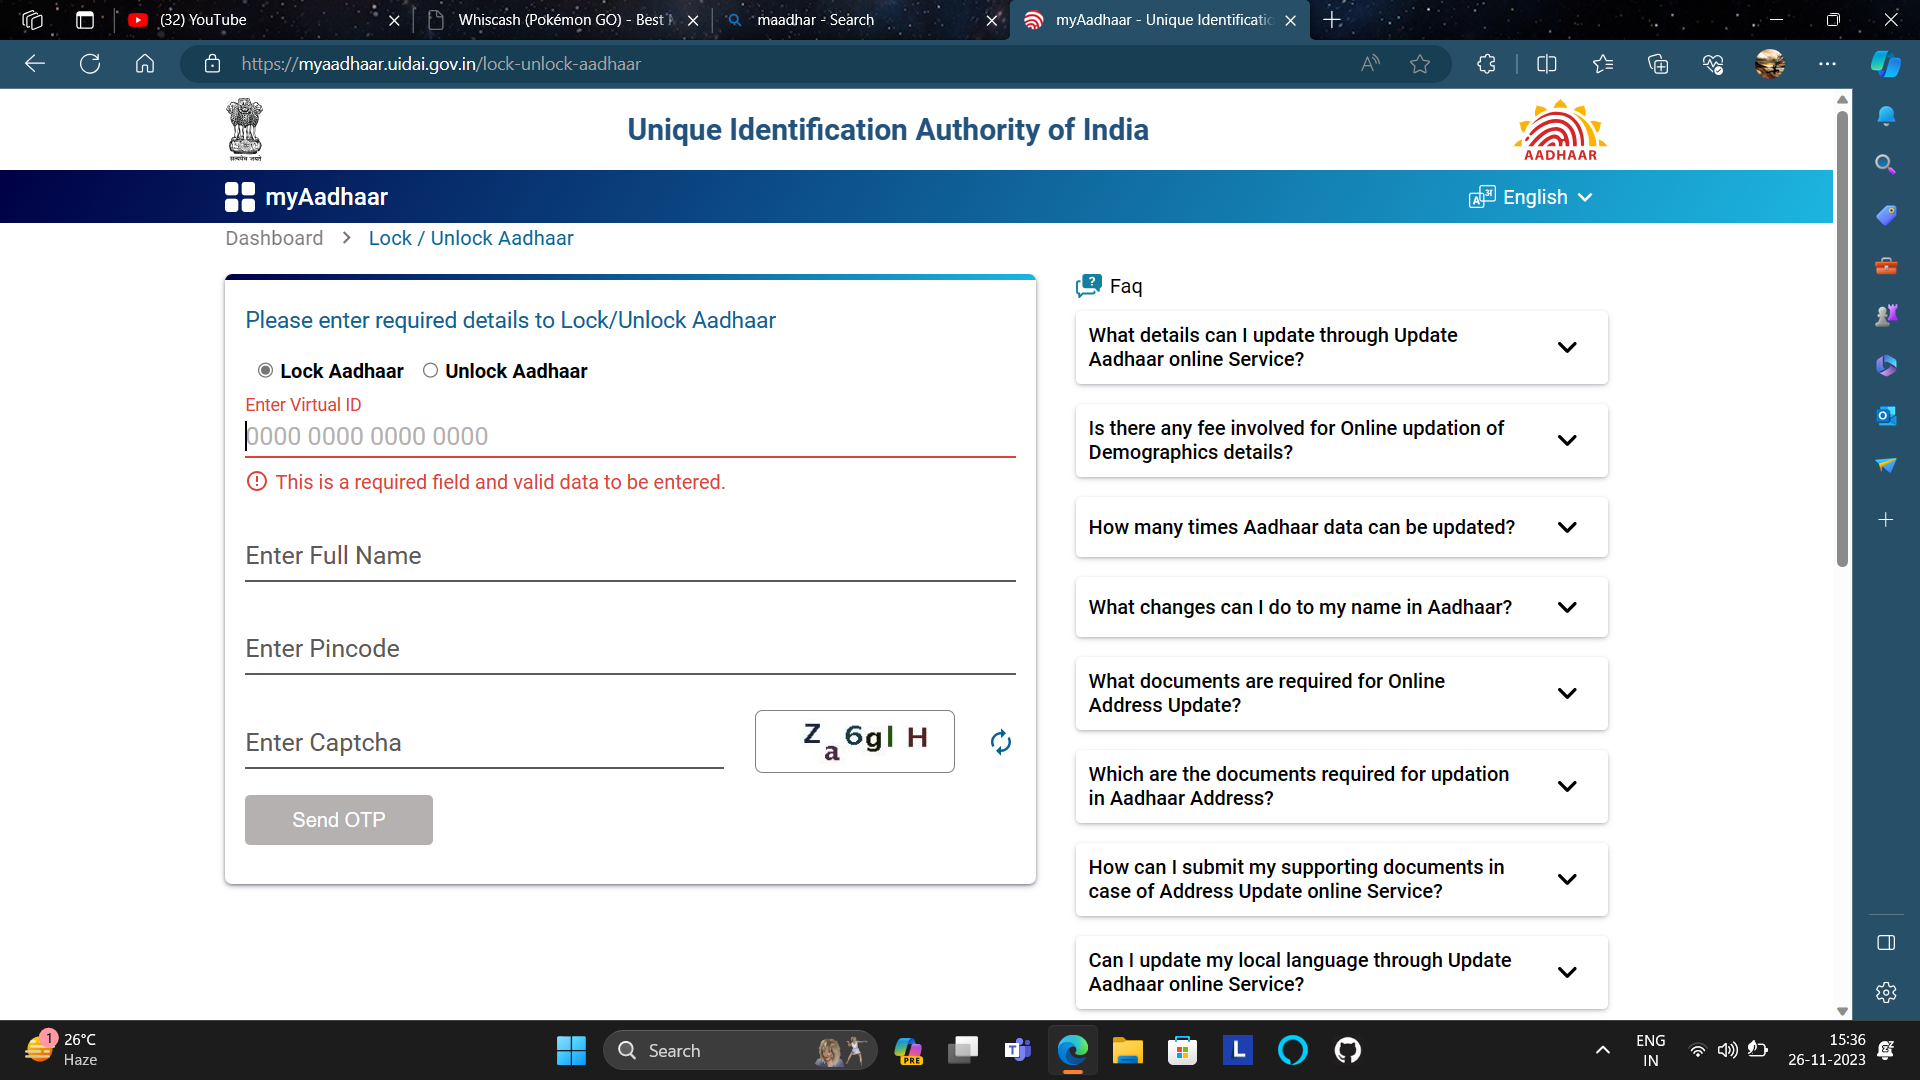 (32) YouTube
Whiscash (Pokémon GO) - Best
maadhar - Search
myAadhaar - Unique Identificatio
https://myaadhaar.uidai.gov.in/lock-unlock-aadhaar
सत्यमेव जयते
Unique Identification Authority of India
AADHAAR
myAadhaar
English
Dashboard > Lock / Unlock Aadhaar
Please enter required details to Lock/Unlock Aadhaar
Lock Aadhaar
Unlock Aadhaar
Enter Virtual ID
0000 0000 0000 0000
This is a required field and valid data to be entered.
Enter Full Name
Enter Pincode
Enter Captcha
Za6glH
Send OTP
Faq
What details can I update through Update
Aadhaar online Service?
Is there any fee involved for Online updation of
Demographics details?
How many times Aadhaar data can be updated?
What changes can I do to my name in Aadhaar?
What documents are required for Online
Address Update?
Which are the documents required for updation
in Aadhaar Address?
How can I submit my supporting documents in
case of Address Update online Service?
Can I update my local language through Update
Aadhaar online Service?
1
26°C
Haze
Search
PRE
L
ENG
IN
15:36
26-11-2023